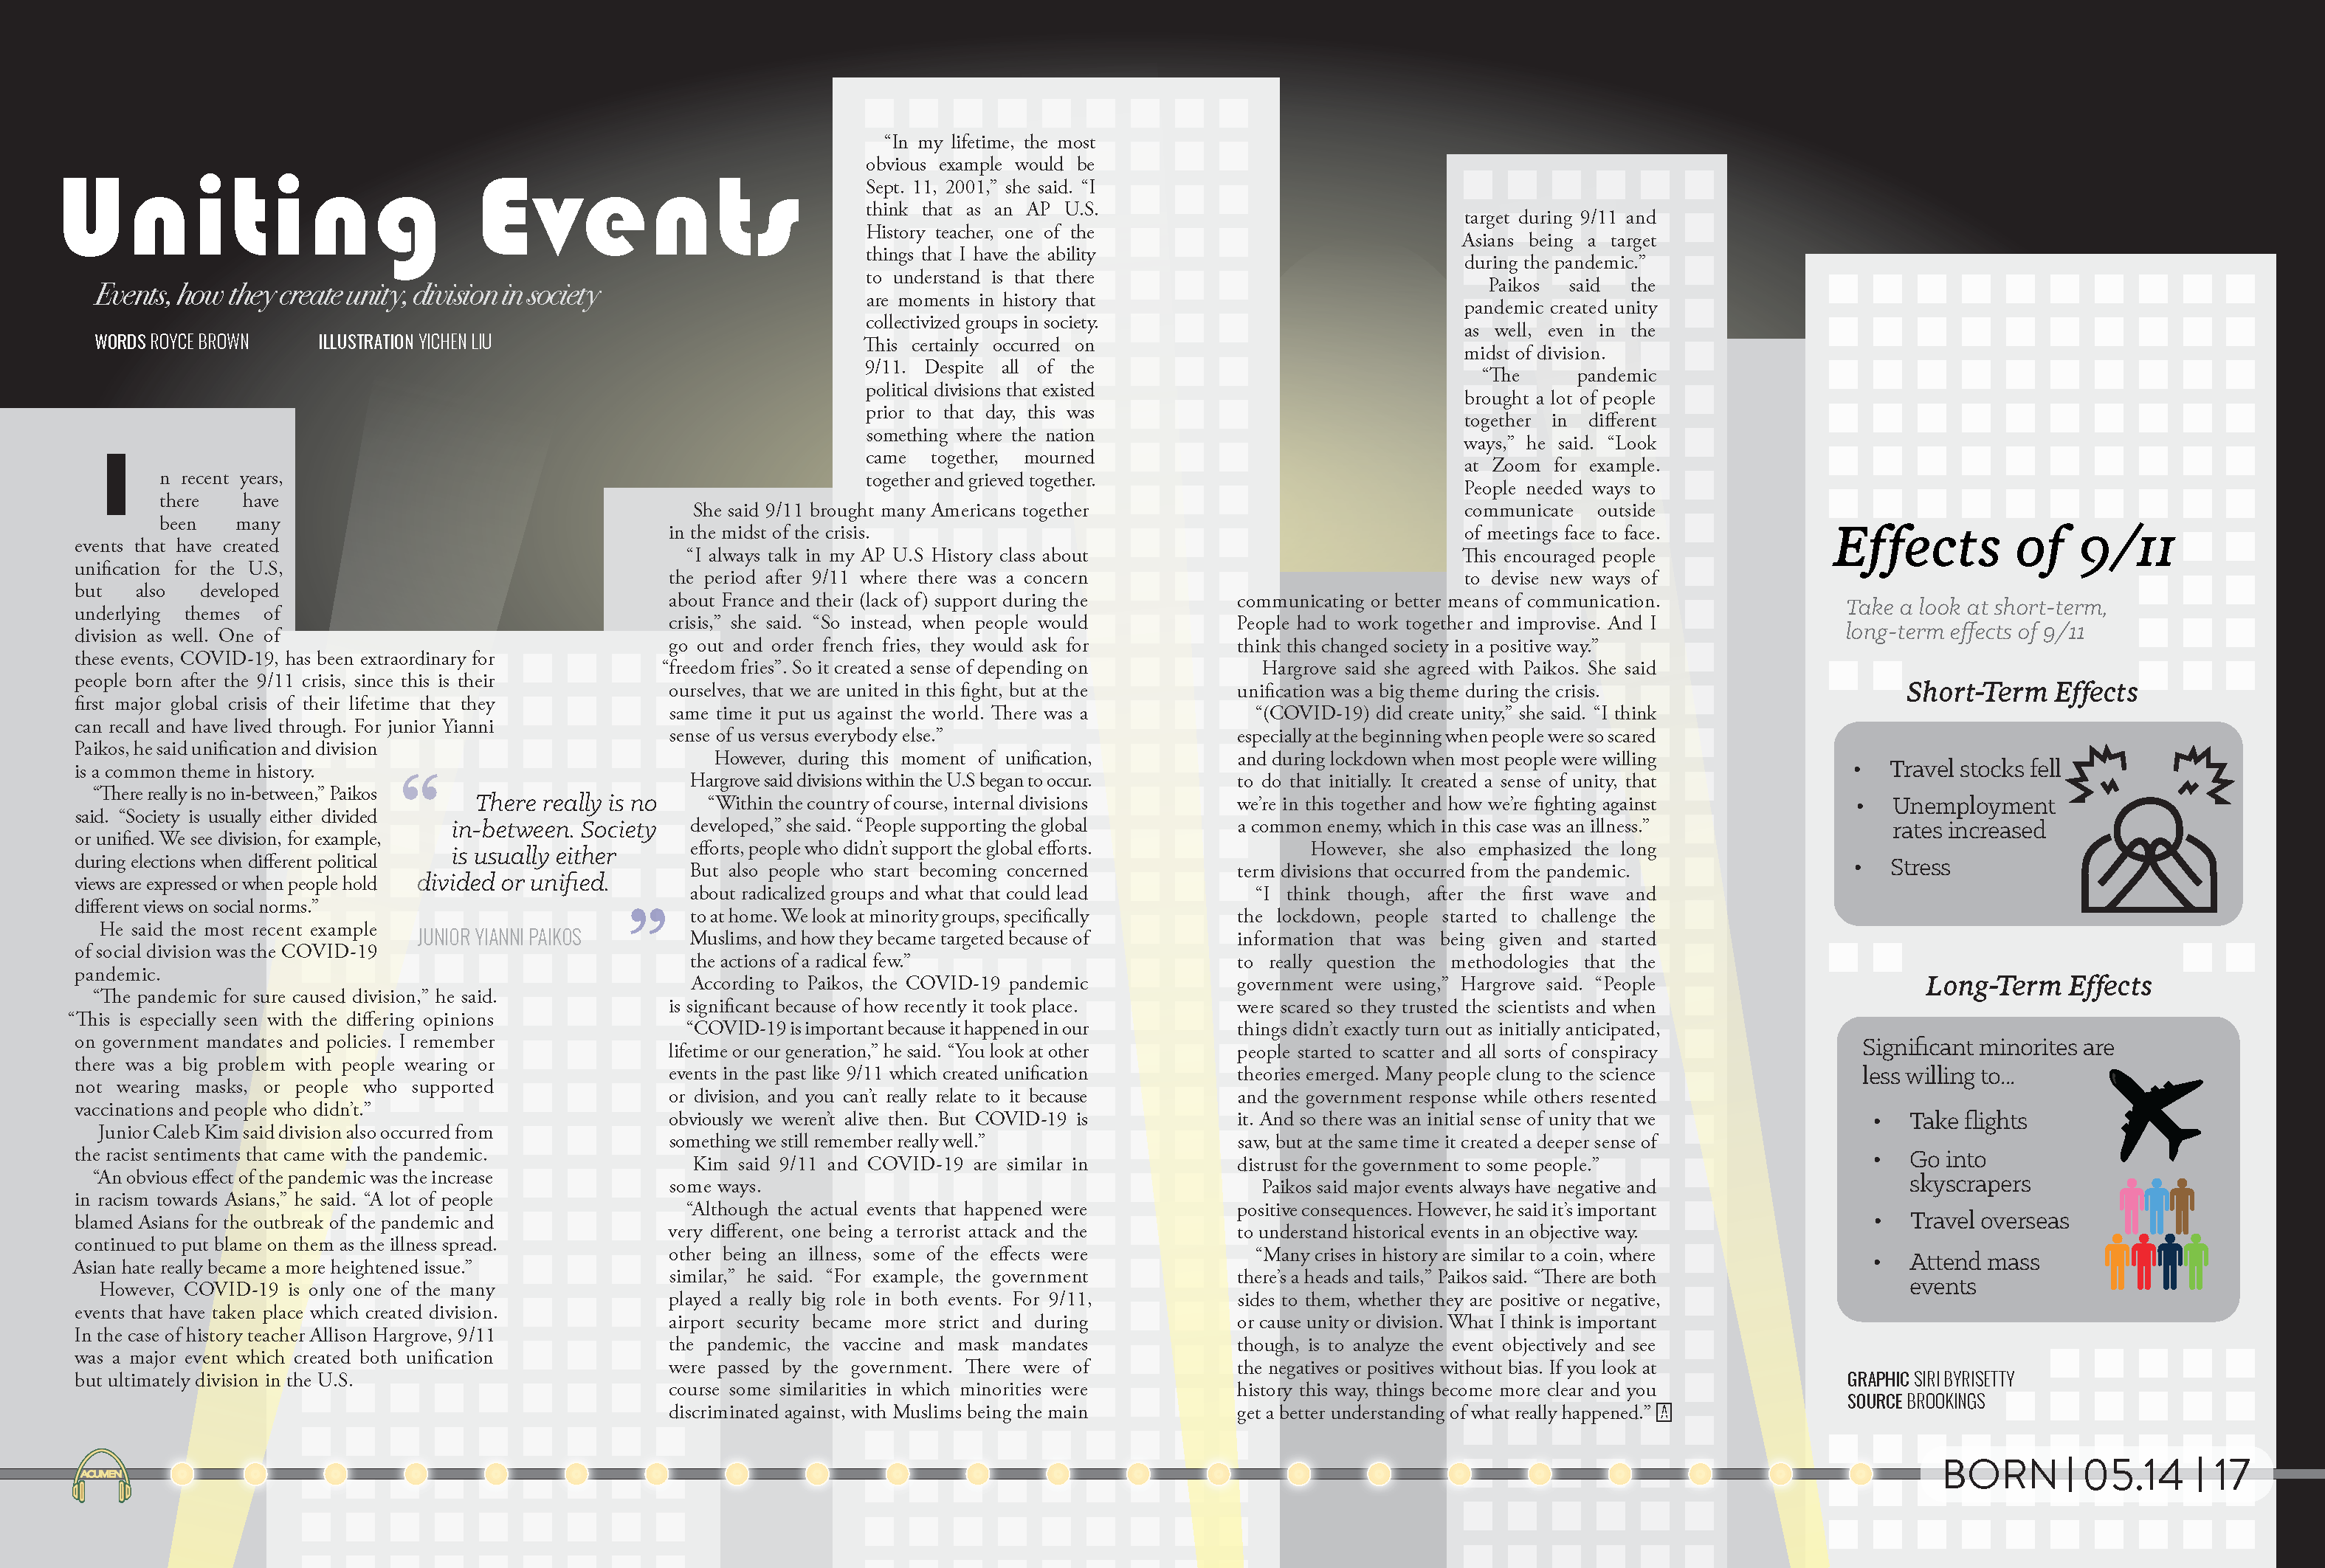 Uniting Events
Events, how they create unity, division in society
WORDS ROYCE BROWN
ILLUSTRATION YICHEN LIU
In recent years,
there have
been many
events that have created
unification for the U.S,
but also developed
underlying themes of
division as well. One of
these events, COVID-19, has been extraordinary for
people born after the 9/11 crisis, since this is their
first major global crisis of their lifetime that they
can recall and have lived through. For junior Yianni
Paikos, he said unification and division
is a common theme in history.
“There really is no in-between,” Paikos
said. “Society is usually either divided
or unified. We see division, for example,
during elections when different political
views are expressed or when people hold
different views on social norms.”
He said the most recent example
of social division was the COVID-19
pandemic.
“The pandemic for sure caused division,” he said.
“This is especially seen with the differing opinions
on government mandates and policies. I remember
there was a big problem with people wearing or
not wearing masks, or people who supported
vaccinations and people who didn’t.”
Junior Caleb Kim said division also occurred from
the racist sentiments that came with the pandemic.
“An obvious effect of the pandemic was the increase
in racism towards Asians,” he said. “A lot of people
blamed Asians for the outbreak of the pandemic and
continued to put blame on them as the illness spread.
Asian hate really became a more heightened issue.”
However, COVID-19 is only one of the many
events that have taken place which created division.
In the case of history teacher Allison Hargrove, 9/11
was a major event which created both unification
but ultimately division in the U.S.
“ There really is no
in-between. Society
is usually either
divided or unified. ”
JUNIOR YIANNI PAIKOS
“In my lifetime, the most
obvious example would be
Sept. 11, 2001,” she said. “I
think that as an AP U.S.
History teacher, one of the
things that I have the ability
to understand is that there
are moments in history that
collectivized groups in society.
This certainly occurred on
9/11. Despite all of the
political divisions that existed
prior to that day, this was
something where the nation
came together, mourned
together and grieved together.
She said 9/11 brought many Americans together
in the midst of the crisis.
“I always talk in my AP U.S History class about
the period after 9/11 where there was a concern
about France and their (lack of) support during the
crisis,” she said. “So instead, when people would
go out and order french fries, they would ask for
“freedom fries”. So it created a sense of depending on
ourselves, that we are united in this fight, but at the
same time it put us against the world. There was a
sense of us versus everybody else.”
However, during this moment of unification,
Hargrove said divisions within the U.S began to occur.
“Within the country of course, internal divisions
developed,” she said. “People supporting the global
efforts, people who didn’t support the global efforts.
But also people who start becoming concerned
about radicalized groups and what that could lead
to at home. We look at minority groups, specifically
Muslims, and how they became targeted because of
the actions of a radical few.”
According to Paikos, the COVID-19 pandemic
is significant because of how recently it took place.
“COVID-19 is important because it happened in our
lifetime or our generation,” he said. “You look at other
events in the past like 9/11 which created unification
or division, and you can’t really relate to it because
obviously we weren’t alive then. But COVID-19 is
something we still remember really well.”
Kim said 9/11 and COVID-19 are similar in
some ways.
“Although the actual events that happened were
very different, one being a terrorist attack and the
other being an illness, some of the effects were
similar,” he said. “For example, the government
played a really big role in both events. For 9/11,
airport security became more strict and during
the pandemic, the vaccine and mask mandates
were passed by the government. There were of
course some similarities in which minorities were
discriminated against, with Muslims being the main
target during 9/11 and
Asians being a target
during the pandemic.”
Paikos said the
pandemic created unity
as well, even in the
midst of division.
“The pandemic
brought a lot of people
together in different
ways,” he said. “Look
at Zoom for example.
People needed ways to
communicate outside
of meetings face to face.
This encouraged people
to devise new ways of
communicating or better means of communication.
People had to work together and improvise. And I
think this changed society in a positive way.”
Hargrove said she agreed with Paikos. She said
unification was a big theme during the crisis.
“(COVID-19) did create unity,” she said. “I think
especially at the beginning when people were so scared
and during lockdown when most people were willing
to do that initially. It created a sense of unity, that
we’re in this together and how we’re fighting against
a common enemy, which in this case was an illness.”
However, she also emphasized the long
term divisions that occurred from the pandemic.
“I think though, after the first wave and
the lockdown, people started to challenge the
information that was being given and started
to really question the methodologies that the
government were using,” Hargrove said. “People
were scared so they trusted the scientists and when
things didn’t exactly turn out as initially anticipated,
people started to scatter and all sorts of conspiracy
theories emerged. Many people clung to the science
and the government response while others resented
it. And so there was an initial sense of unity that we
saw, but at the same time it created a deeper sense of
distrust for the government to some people.”
Paikos said major events always have negative and
positive consequences. However, he said it’s important
to understand historical events in an objective way.
“Many crises in history are similar to a coin, where
there’s a heads and tails,” Paikos said. “There are both
sides to them, whether they are positive or negative,
or cause unity or division. What I think is important
though, is to analyze the event objectively and see
the negatives or positives without bias. If you look at
history this way, things become more clear and you
get a better understanding of what really happened.” A
Effects of 9/11
Take a look at short-term,
long-term effects of 9/11
Short-Term Effects
• Travel stocks fell
• Unemployment
rates increased
• Stress
Long-Term Effects
Significant minorites are
less willing to...
• Take flights
• Go into
skyscrapers
• Travel overseas
• Attend mass
events
GRAPHIC SIRI BYRISETTY
SOURCE BROOKINGS
ACUMEN
BORN | 05.14 | 17